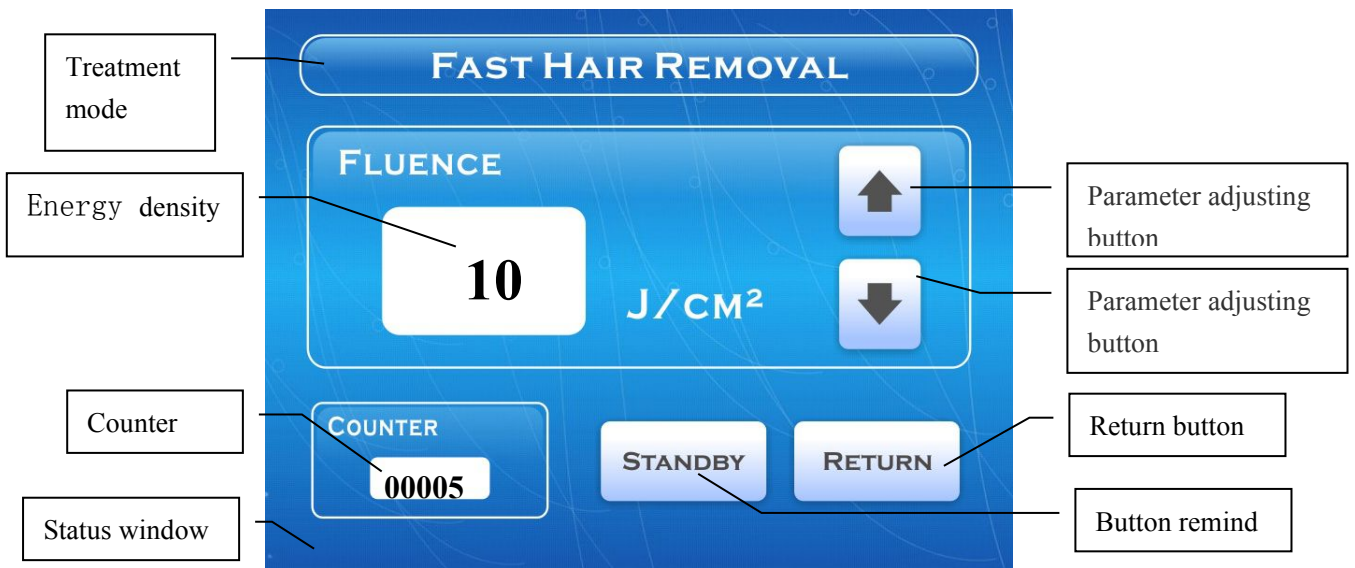 Treatment
mode
FAST HAIR REMOVAL
FLUENCE
Energy density
10
J/CM²
Parameter adjusting
button
Parameter adjusting
button
Counter
COUNTER
00005
STANDBY
RETURN
Return button
Status window
Button remind